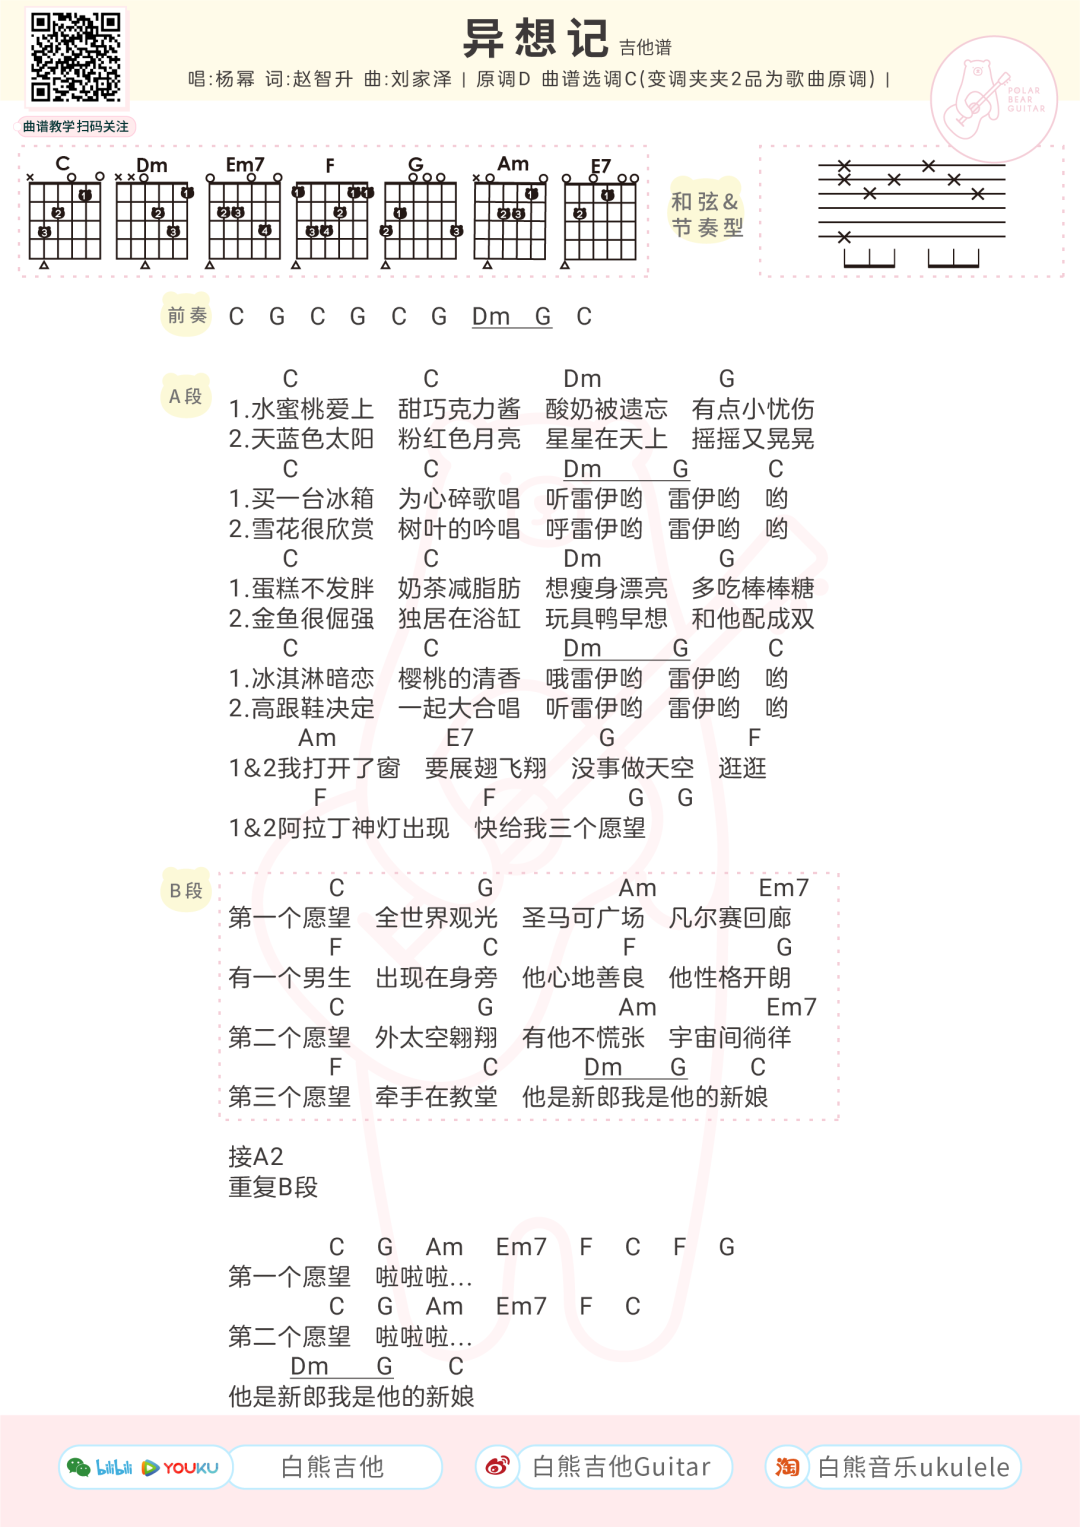 异想记 吉他谱
唱:杨幂 词:赵智升 曲:刘家泽 | 原调D 曲谱选调C(变调夹夹2品为歌曲原调) |
POLAR
BEAR
GUITAR
曲谱教学 扫码关注
C Dm Em7 F G Am E7
和弦&
节奏型
前奏 C G C G C G Dm G C
C C Dm G
A段
1.水蜜桃爱上 甜巧克力酱 酸奶被遗忘 有点小忧伤
2.天蓝色太阳 粉红色月亮 星星在天上 摇摇又晃晃
C C Dm G C
1.买一台冰箱 为心碎歌唱 听雷伊哟 雷伊哟 哟
2.雪花很欣赏 树叶的吟唱 呼雷伊哟 雷伊哟 哟
C C Dm G
1.蛋糕不发胖 奶茶减脂肪 想瘦身漂亮 多吃棒棒糖
2.金鱼很倔强 独居在浴缸 玩具鸭早想 和他配成双
C C Dm G C
1.冰淇淋暗恋 樱桃的清香 哦雷伊哟 雷伊哟 哟
2.高跟鞋决定 一起大合唱 听雷伊哟 雷伊哟 哟
Am E7 G F
1&2我打开了窗 要展翅飞翔 没事做天空 逛逛
F F G G
1&2阿拉丁神灯出现 快给我三个愿望
B段
C G Am Em7
第一个愿望 全世界观光 圣马可广场 凡尔赛回廊
F C F G
有一个男生 出现在身旁 他心地善良 他性格开朗
C G Am Em7
第二个愿望 外太空翱翔 有他不慌张 宇宙间徜徉
F C Dm G C
第三个愿望 牵手在教堂 他是新郎我是他的新娘
接A2
重复B段
C G Am Em7 F C F G
第一个愿望 啦啦啦...
C G Am Em7 F C
第二个愿望 啦啦啦...
Dm G C
他是新郎我是他的新娘
bilibili YOUKU 白熊吉他 白熊吉他Guitar 淘 白熊音乐ukulele